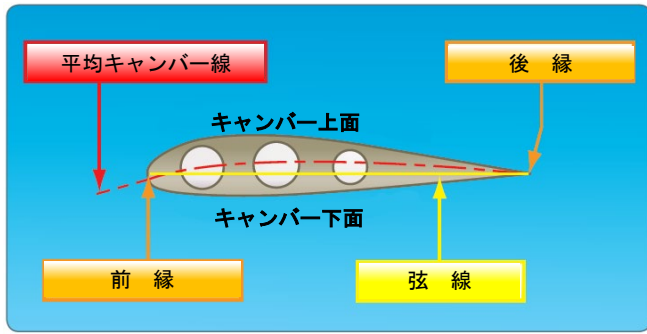 平均キャンバー線
後 縁
キャンバー上面
キャンバー下面
前 縁
弦 線